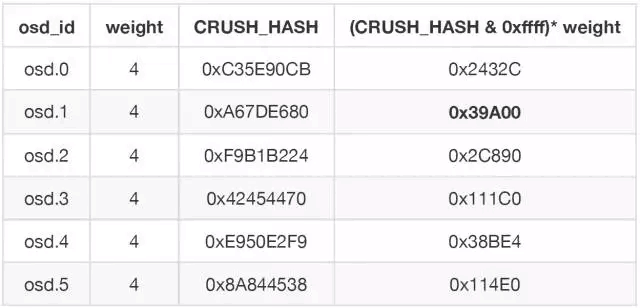 osd_id weight CRUSH_HASH (CRUSH_HASH & 0xffff)* weight
osd.0 4 0xC35E90CB 0x2432C
osd.1 4 0xA67DE680 0x39A00
osd.2 4 0xF9B1B224 0x2C890
osd.3 4 0x42454470 0x111C0
osd.4 4 0xE950E2F9 0x38BE4
osd.5 4 0x8A844538 0x114E0